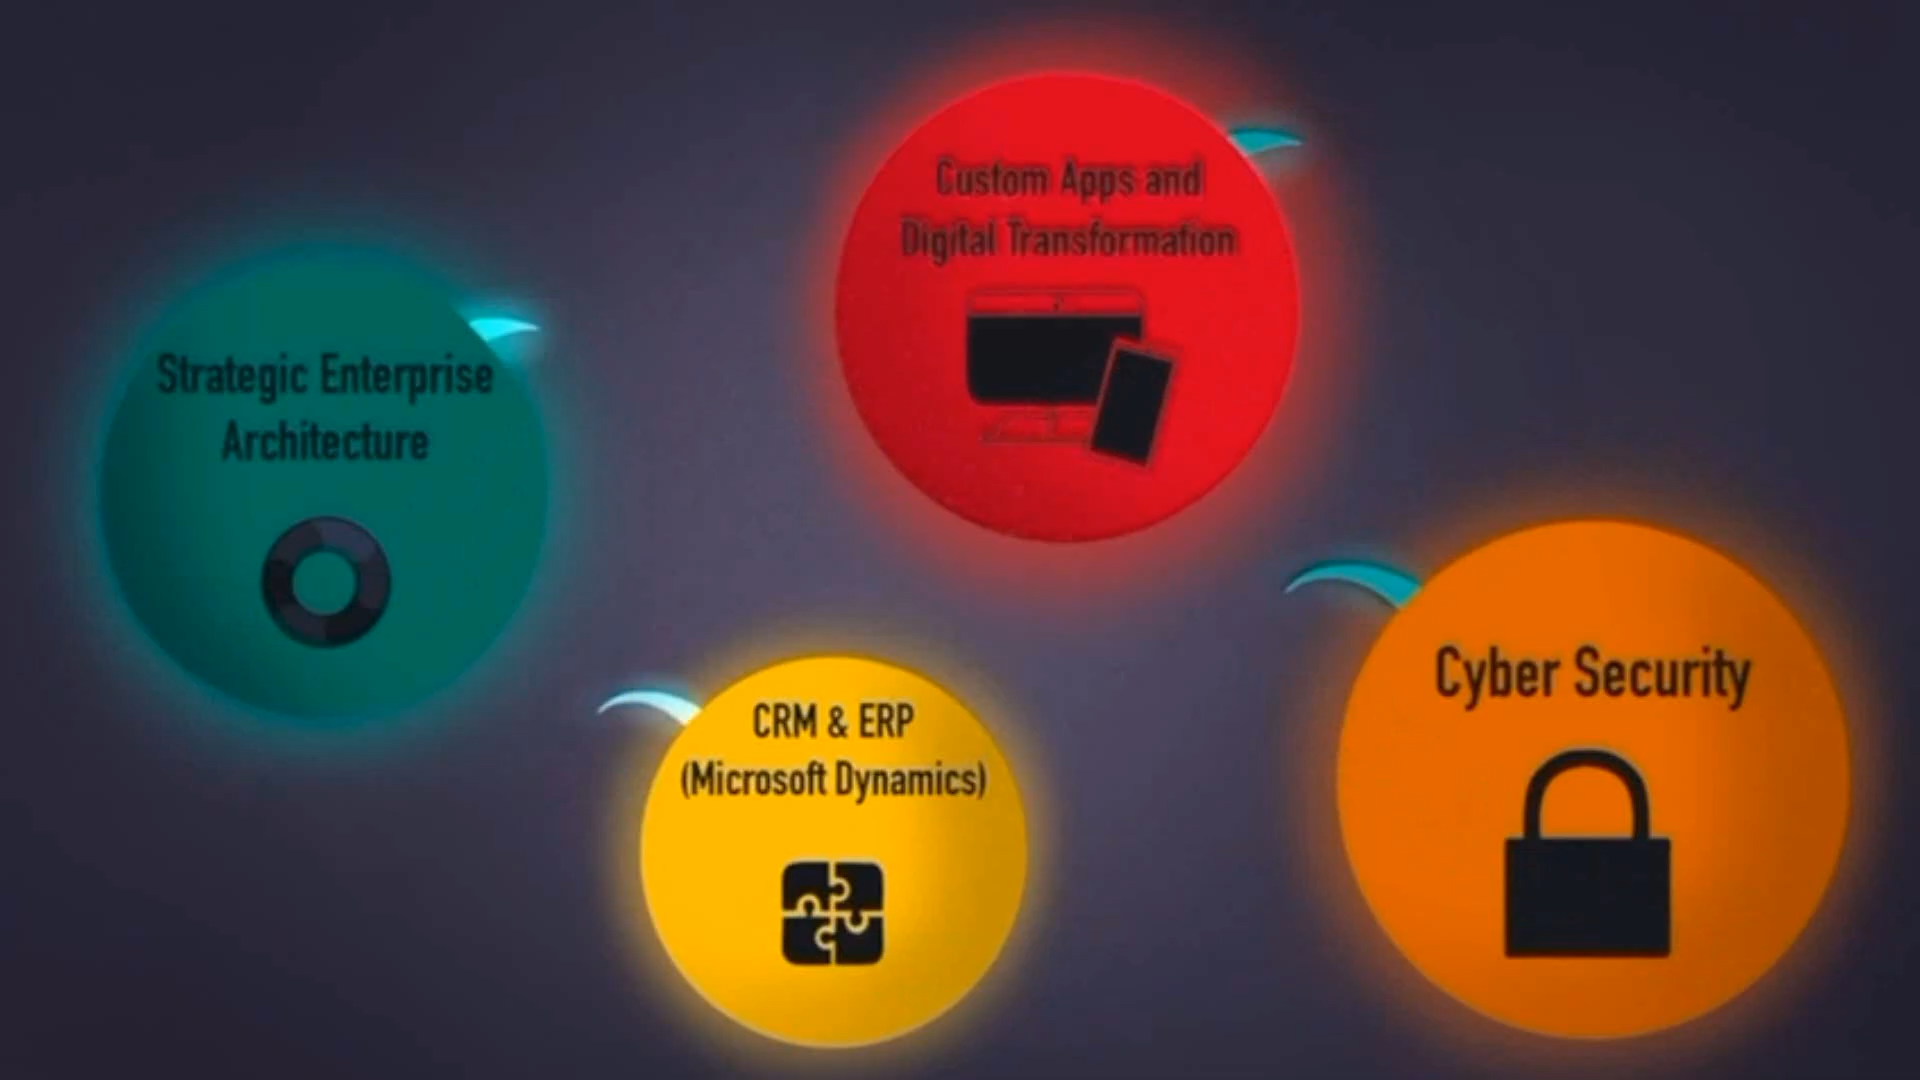 Strategic Enterprise
Architecture
Custom Apps and
Digital Transformation
CRM & ERP
(Microsoft Dynamics)
Cyber Security